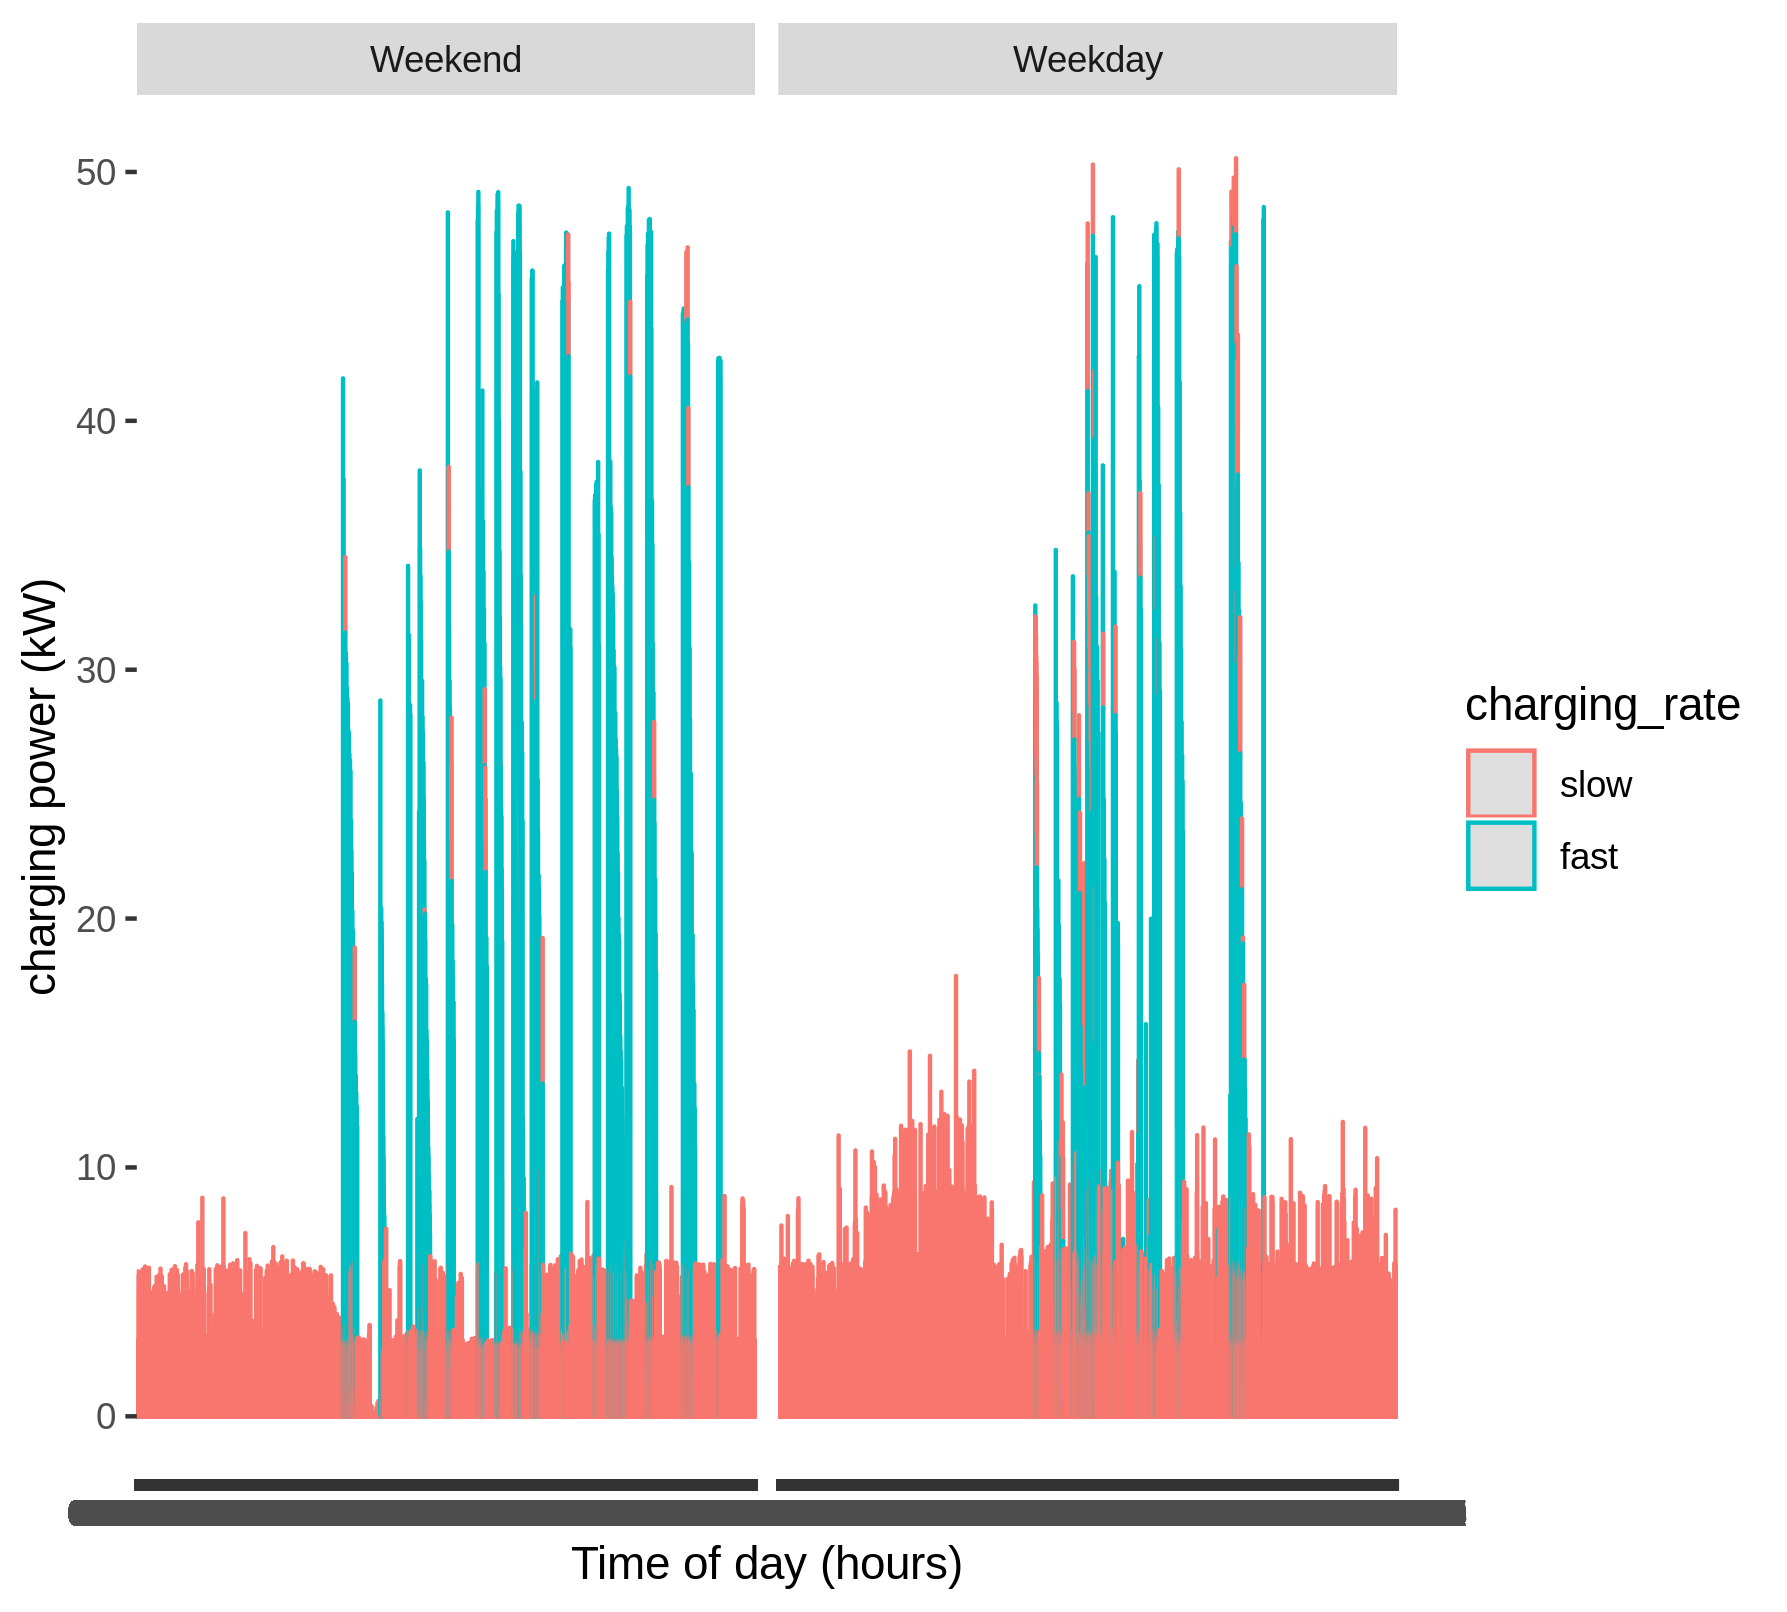 Weekend
Weekday
50
40
30
20
10
0
charging power (kW)
Time of day (hours)
charging_rate
slow
fast